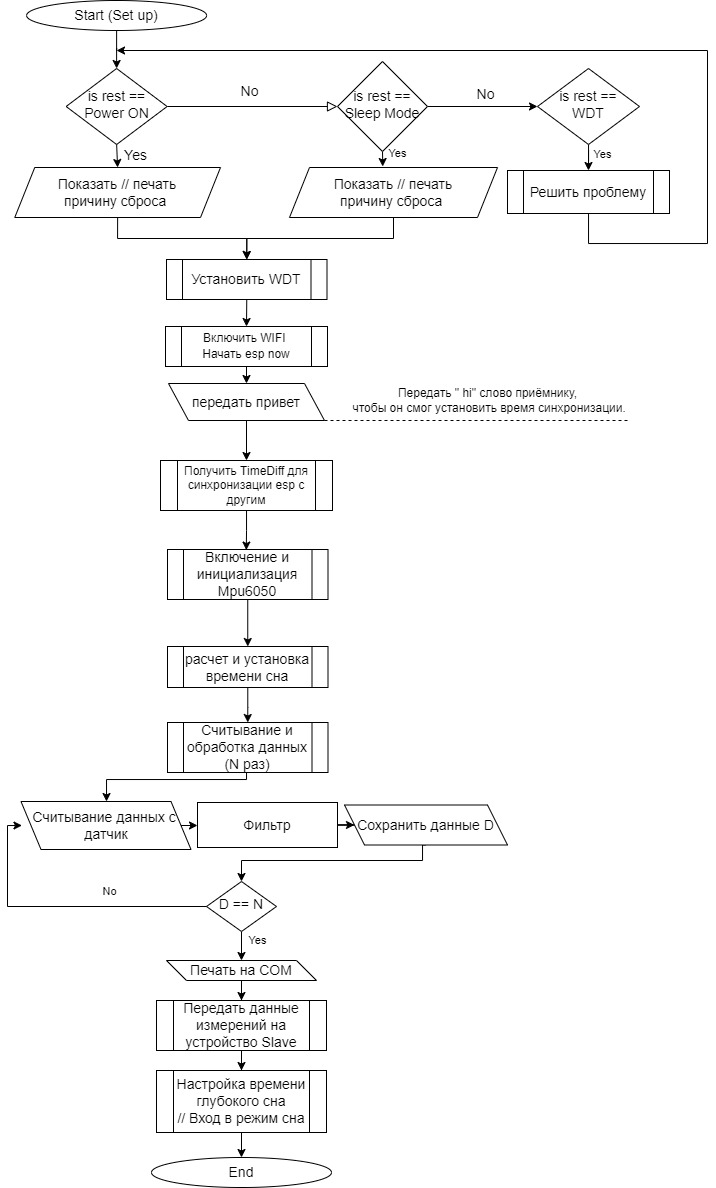 Start (Set up)
is rest ==
Power ON
No
is rest ==
Sleep Mode
No
is rest ==
WDT
Yes
Yes
Yes
Показать // печать
причину сброса
Показать // печать
причину сброса
Решить проблему
Установить WDT
Включить WIFI
Начать esp now
передать привет
Передать " hi" слово приёмнику,
чтобы он смог установить время синхронизации.
Получить TimeDiff для
синхронизации esp с
другим
Включение и
инициализация
Mpu6050
расчет и установка
времени сна
Считывание и
обработка данных
(N раз)
Считывание данных с
датчик
Фильтр
Сохранить данные D
No
D == N
Yes
Печать на COM
Передать данные
измерений на
устройство Slave
Настройка времени
глубокого сна
// Вход в режим сна
End